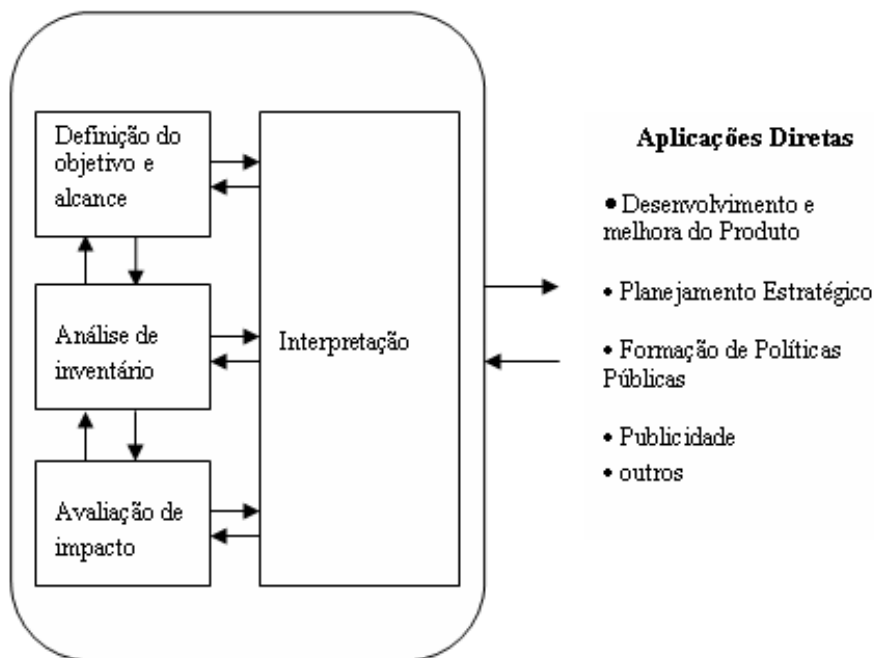 Definição do
objetivo e
alcance
Análise de
inventário
Avaliação de
impacto
Interpretação
Aplicações Diretas
• Desenvolvimento e
melhora do Produto
• Planejamento Estratégico
• Formação de Políticas
Públicas
• Publicidade
• outros